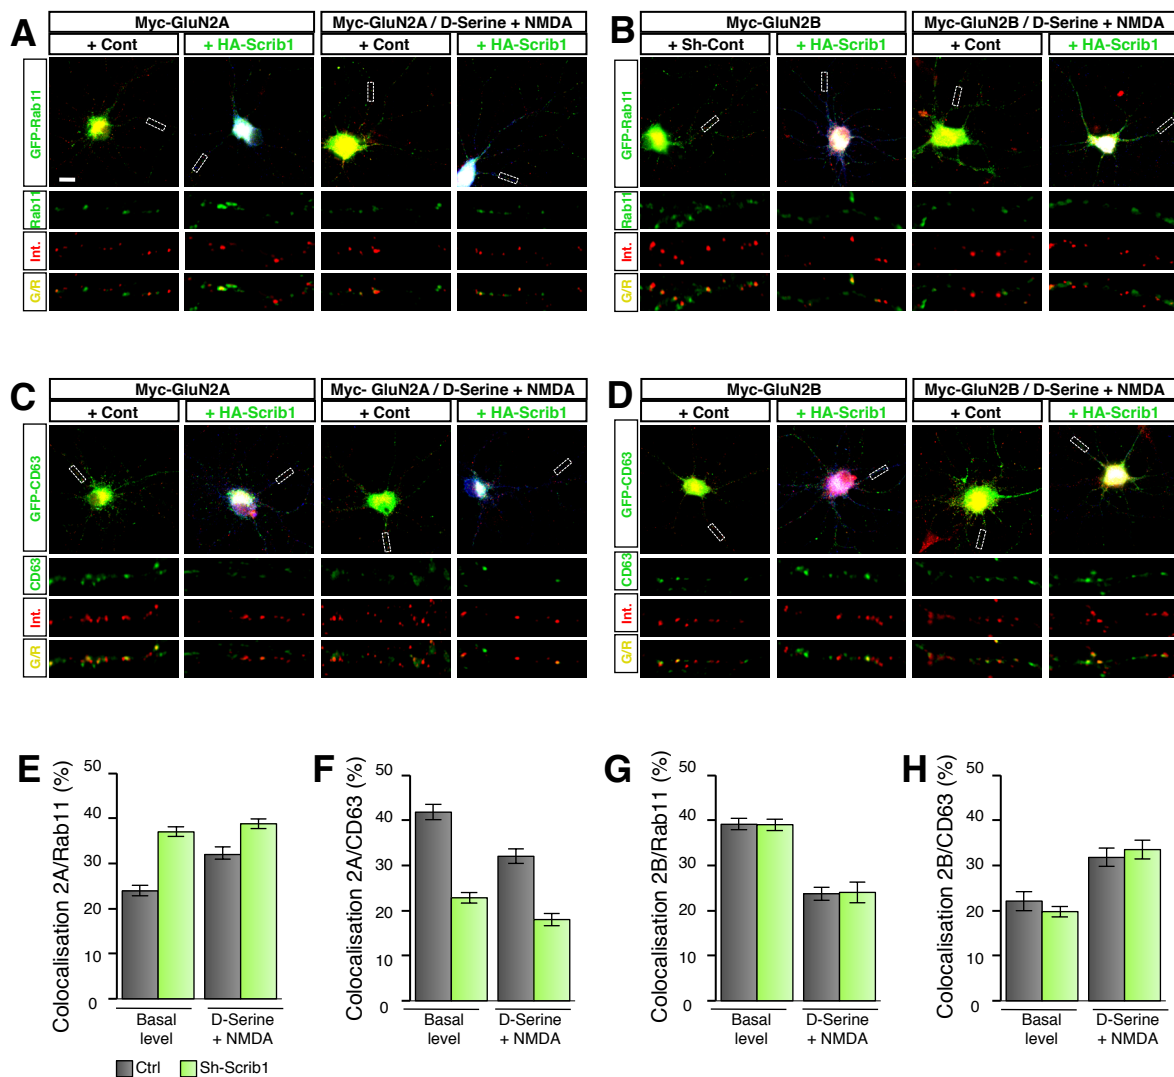 A
Myc-GluN2A
Myc-GluN2A / D-Serine + NMDA
+ Cont
+ HA-Scrib1
+ Cont
+ HA-Scrib1
GFP-Rab11
Rab11
Int.
G/R
B
Myc-GluN2B
Myc-GluN2B / D-Serine + NMDA
+ Sh-Cont
+ HA-Scrib1
+ Cont
+ HA-Scrib1
GFP-Rab11
Rab11
Int.
G/R
C
Myc-GluN2A
Myc- GluN2A / D-Serine + NMDA
+ Cont
+ HA-Scrib1
+ Cont
+ HA-Scrib1
GFP-CD63
CD63
Int.
G/R
D
Myc-GluN2B
Myc-GluN2B / D-Serine + NMDA
+ Cont
+ HA-Scrib1
+ Cont
+ HA-Scrib1
GFP-CD63
CD63
Int.
G/R
E
Colocalisation 2A/Rab11 (%)
50
40
30
20
10
0
Basal
level
D-Serine
+ NMDA
F
Colocalisation 2A/CD63 (%)
50
40
30
20
10
0
Basal
level
D-Serine
+ NMDA
G
Colocalisation 2B/Rab11 (%)
50
40
30
20
10
0
Basal
level
D-Serine
+ NMDA
H
Colocalisation 2B/CD63 (%)
50
40
30
20
10
0
Basal
level
D-Serine
+ NMDA
Ctrl
Sh-Scrib1